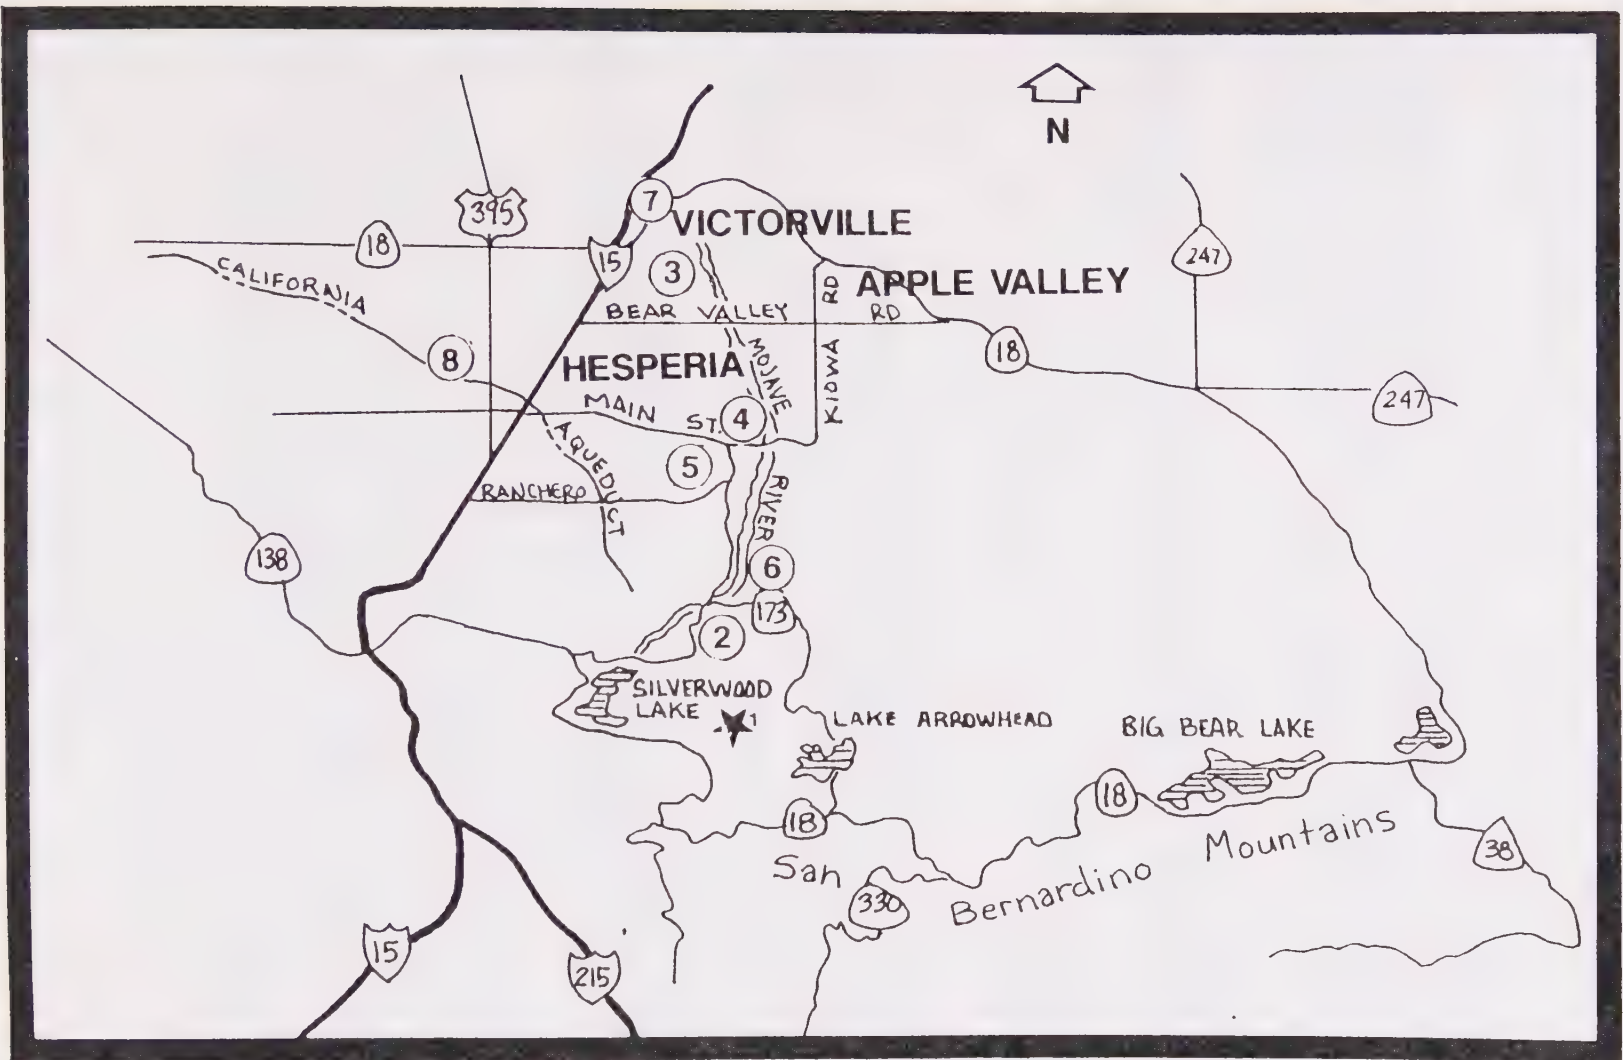 N
7
VICTORVILLE
395
18
15
247
3
CALIFORNIA
RD
APPLE VALLEY
BEAR VALLEY RD
8
HESPERIA
MOJAVE
KIOWA
18
247
MAIN ST.
4
AQUEDUCT
5
RANCHERO
RIVER
138
6
173
2
SILVERWOOD
LAKE
1
LAKE ARROWHEAD
BIG BEAR LAKE
18
18
San Bernardino Mountains
38
330
15
215